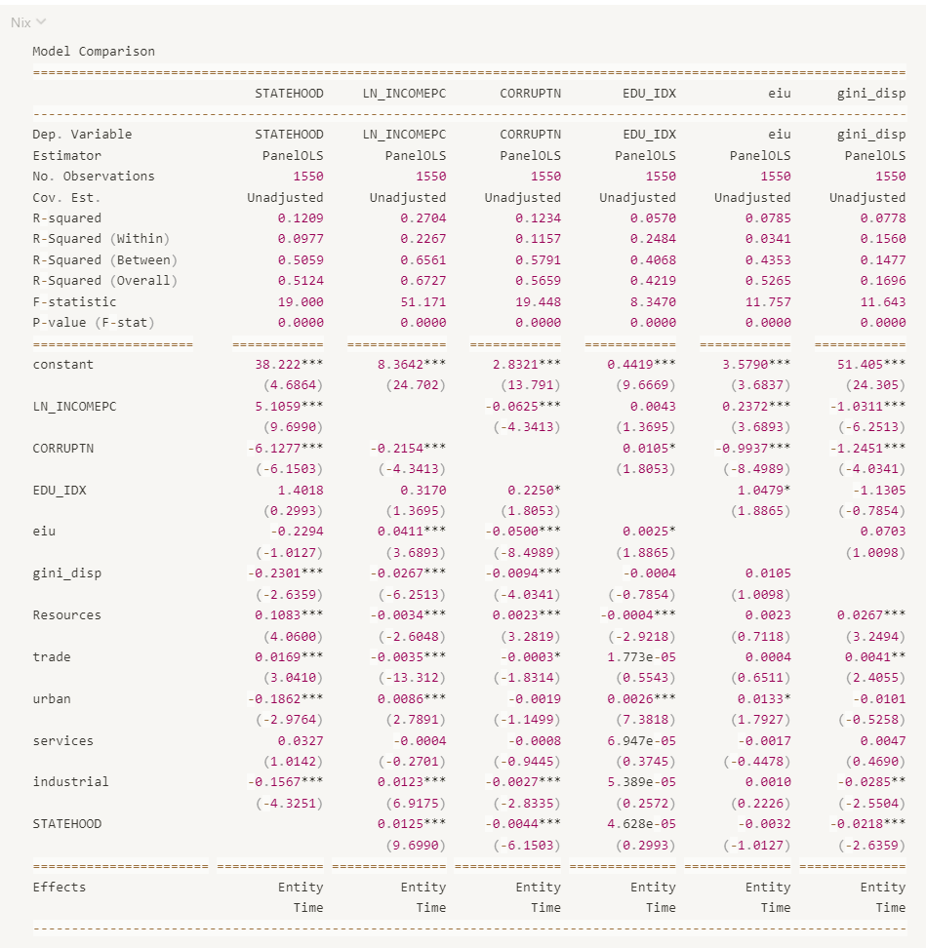 Nix
Model Comparison
==================================================================================================================
STATEHOOD LN_INCOMEPC CORRUPTN EDU_IDX eiu gini_disp
------------------------------------------------------------------------------------------------------------------
Dep. Variable STATEHOOD LN_INCOMEPC CORRUPTN EDU_IDX eiu gini_disp
Estimator PanelOLS PanelOLS PanelOLS PanelOLS PanelOLS PanelOLS
No. Observations 1550 1550 1550 1550 1550 1550
Cov. Est. Unadjusted Unadjusted Unadjusted Unadjusted Unadjusted Unadjusted
R-squared 0.1209 0.2704 0.1234 0.0570 0.0785 0.0778
R-Squared (Within) 0.0977 0.2267 0.1157 0.2484 0.0341 0.1560
R-Squared (Between) 0.5059 0.6561 0.5791 0.4068 0.4353 0.1477
R-Squared (Overall) 0.5124 0.6727 0.5659 0.4219 0.5265 0.1696
F-statistic 19.000 51.171 19.448 8.3470 11.757 11.643
P-value (F-stat) 0.0000 0.0000 0.0000 0.0000 0.0000 0.0000
===================== ============ ============= ============ ============ ============ ============
constant 38.222*** 8.3642*** 2.8321*** 0.4419*** 3.5790*** 51.405***
(4.6864) (24.702) (13.791) (9.6669) (3.6837) (24.305)
LN_INCOMEPC 5.1059*** -0.0625*** 0.0043 0.2372*** -1.0311***
(9.6990) (-4.3413) (1.3695) (3.6893) (-6.2513)
CORRUPTN -6.1277*** -0.2154*** 0.0105* -0.9937*** -1.2451***
(-6.1503) (-4.3413) (1.8053) (-8.4989) (-4.0341)
EDU_IDX 1.4018 0.3170 0.2250* 1.0479* -1.1305
(0.2993) (1.3695) (1.8053) (1.8865) (-0.7854)
eiu -0.2294 0.0411*** -0.0500*** 0.0025* 0.0703
(-1.0127) (3.6893) (-8.4989) (1.8865) (1.0098)
gini_disp -0.2301*** -0.0267*** -0.0094*** -0.0004 0.0105
(-2.6359) (-6.2513) (-4.0341) (-0.7854) (1.0098)
Resources 0.1083*** -0.0034*** 0.0023*** -0.0004*** 0.0023 0.0267***
(4.0600) (-2.6048) (3.2819) (-2.9218) (0.7118) (3.2494)
trade 0.0169*** -0.0035*** -0.0003* 1.773e-05 0.0004 0.0041**
(3.0410) (-13.312) (-1.8314) (0.5543) (0.6511) (2.4055)
urban -0.1862*** 0.0086*** -0.0019 0.0026*** 0.0133* -0.0101
(-2.9764) (2.7891) (-1.1499) (7.3818) (1.7927) (-0.5258)
services 0.0327 -0.0004 -0.0008 6.947e-05 -0.0017 0.0047
(1.0142) (-0.2701) (-0.9445) (0.3745) (-0.4478) (0.4690)
industrial -0.1567*** 0.0123*** -0.0027*** 5.389e-05 0.0010 -0.0285**
(-4.3251) (6.9175) (-2.8335) (0.2572) (0.2226) (-2.5504)
STATEHOOD 0.0125*** -0.0044*** 4.628e-05 -0.0032 -0.0218***
(9.6990) (-6.1503) (0.2993) (-1.0127) (-2.6359)
======================= ============== ============== ============== ============== ============== ==============
Effects Entity Entity Entity Entity Entity Entity
Time Time Time Time Time Time
------------------------------------------------------------------------------------------------------------------